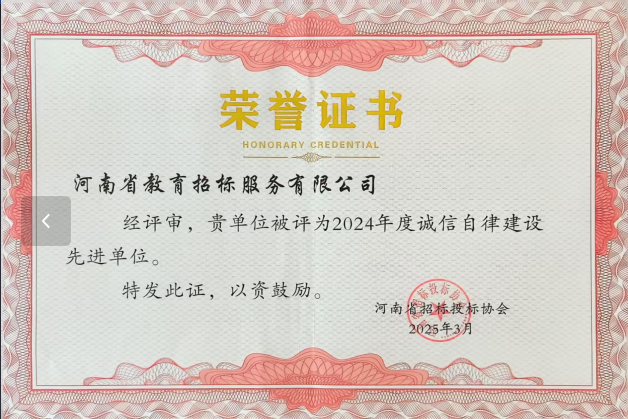 荣誉证书
HONORARY CREDENTIAL
河南省教育招标服务有限公司
经评审，贵单位被评为2024年度诚信自律建设
先进单位。
特发此证，以资鼓励。
河南省招标投标协会
2025年3月